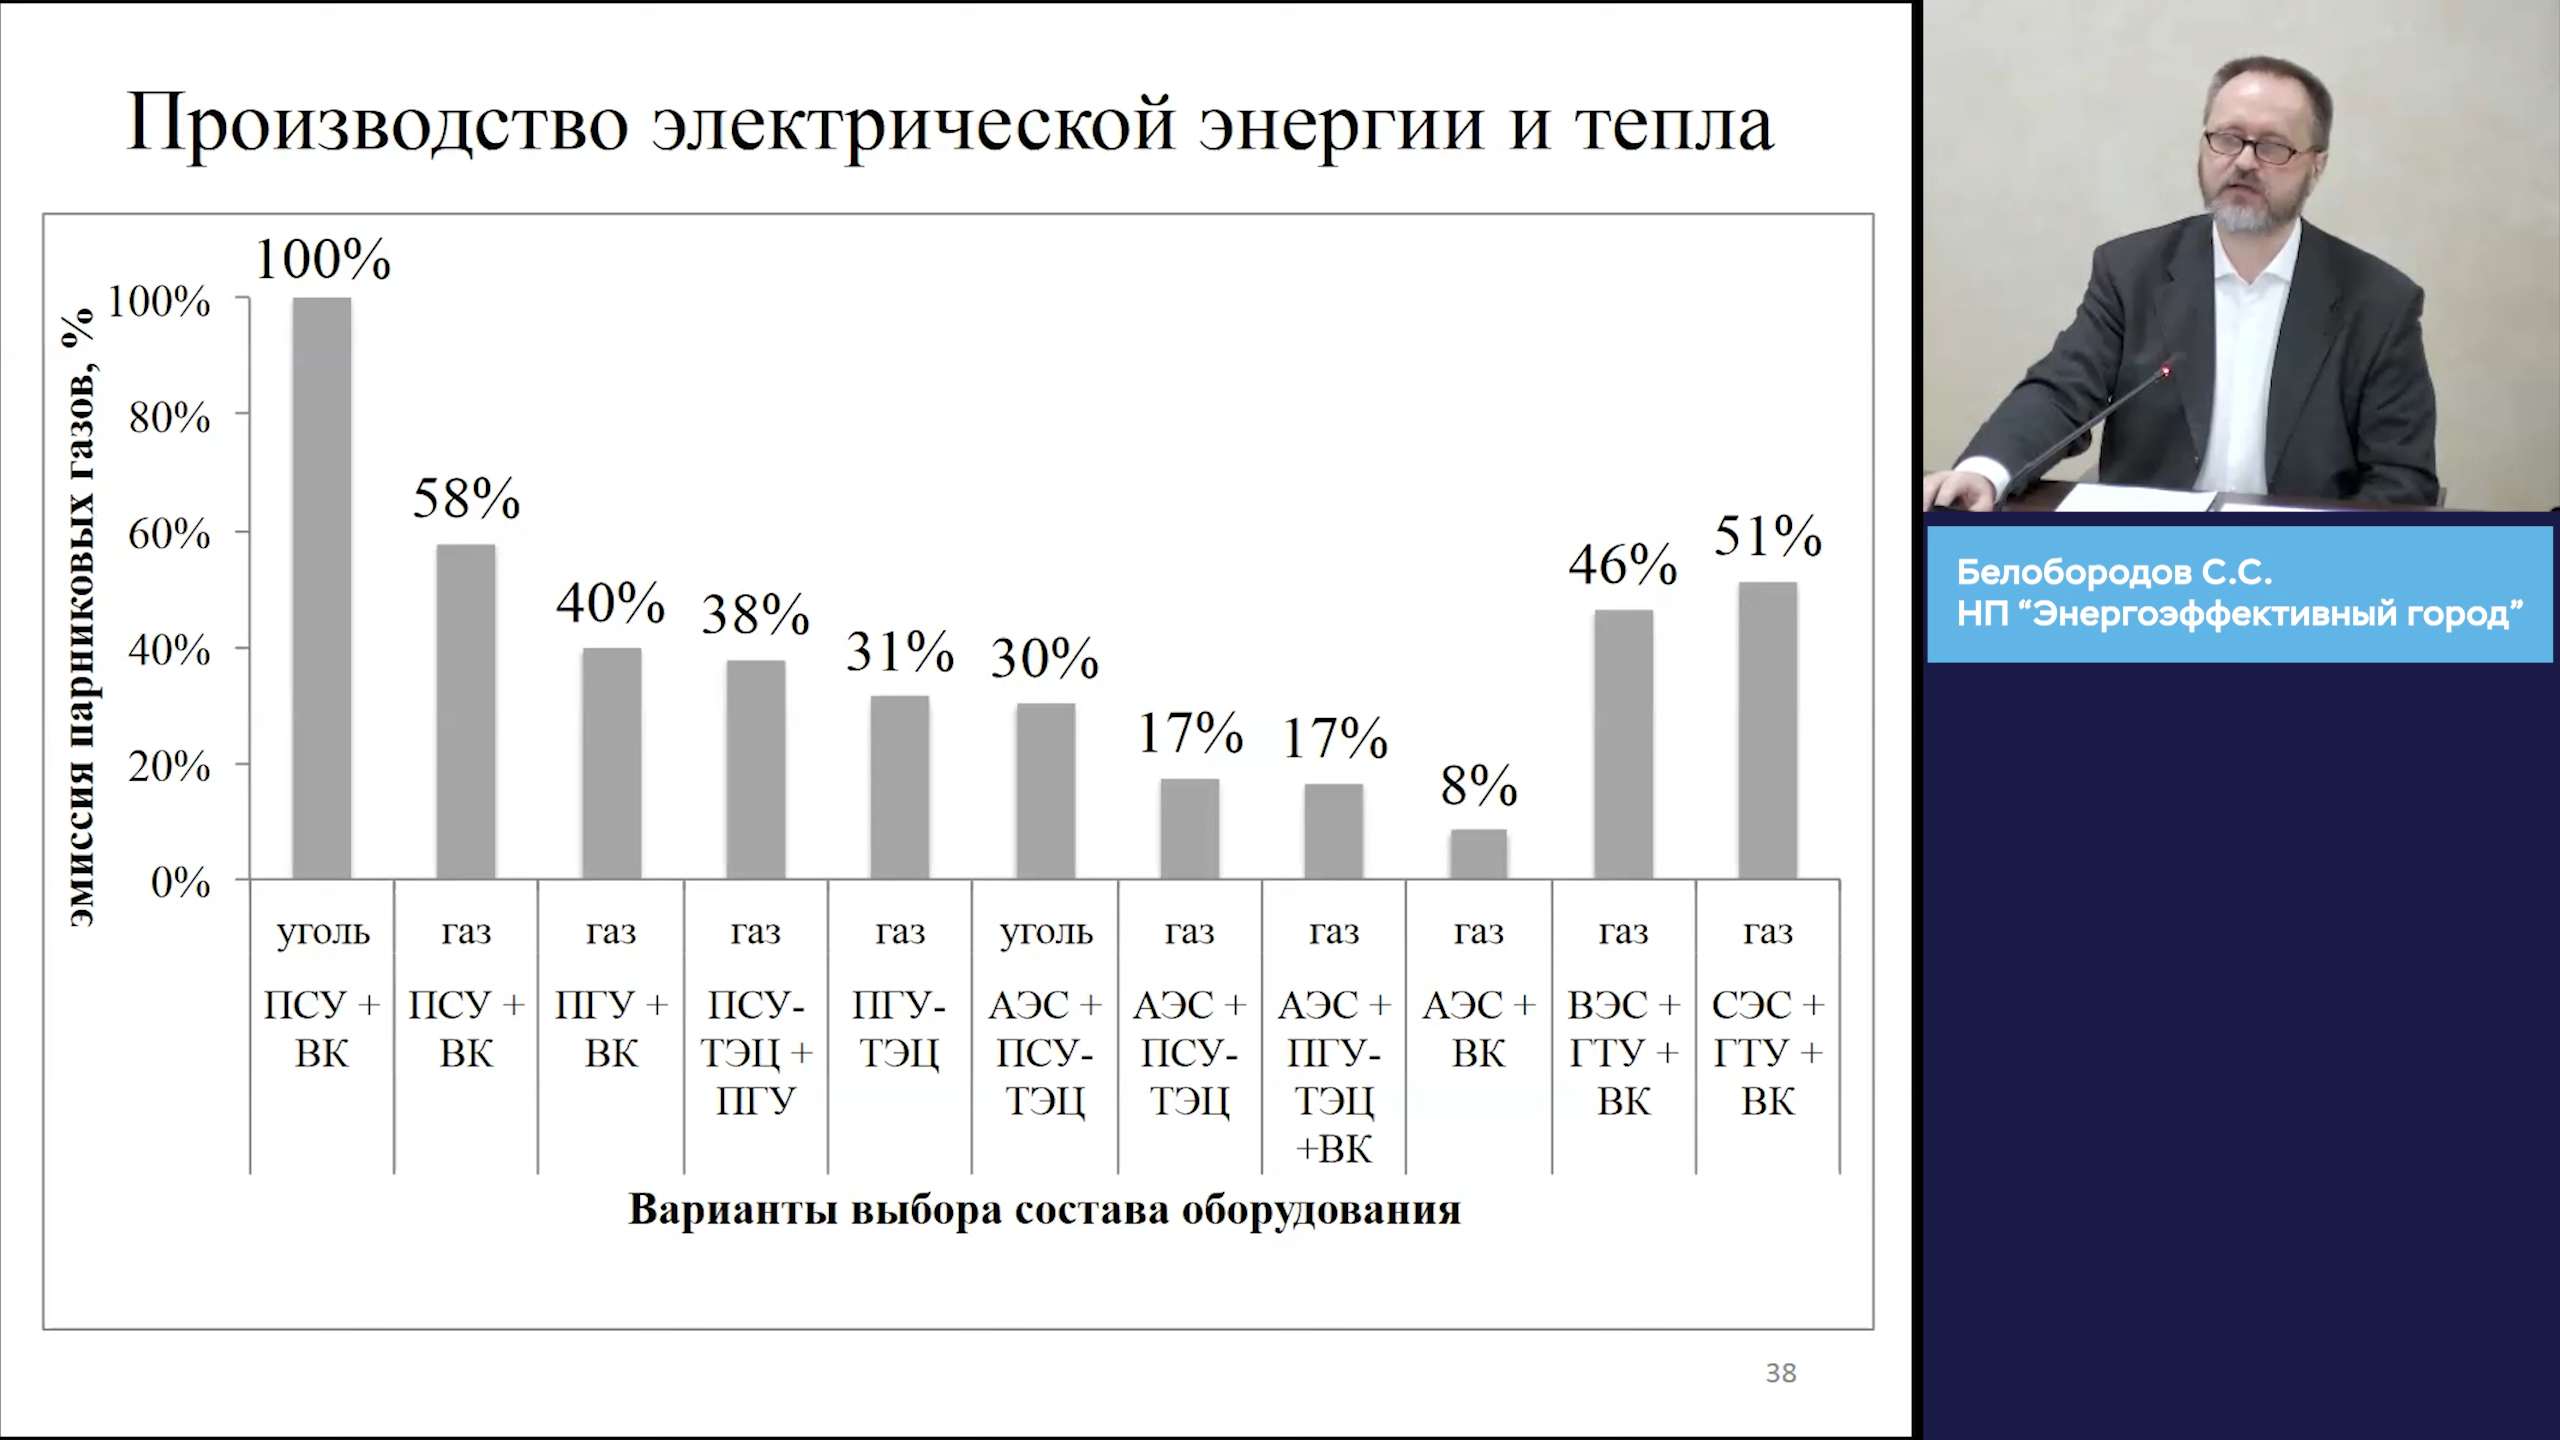 Производство электрической энергии и тепла
эмиссия парниковых газов, %
100%
80%
60%
40%
20%
0%
100%
58%
40%
38%
31%
30%
17%
17%
8%
46%
51%
уголь
ПСУ +
ВК
газ
ПСУ +
ВК
газ
ПГУ +
ВК
газ
ПСУ-
ТЭЦ +
ПГУ
газ
ПГУ-
ТЭЦ
уголь
АЭС +
ПСУ-
ТЭЦ
газ
АЭС +
ПСУ-
ТЭЦ
газ
АЭС +
ПГУ-
ТЭЦ
+ВК
газ
АЭС +
ВК
газ
ВЭС +
ГТУ +
ВК
газ
СЭС +
ГТУ +
ВК
Варианты выбора состава оборудования
38
Белобородов С.С.
НП “Энергоэффективный город”